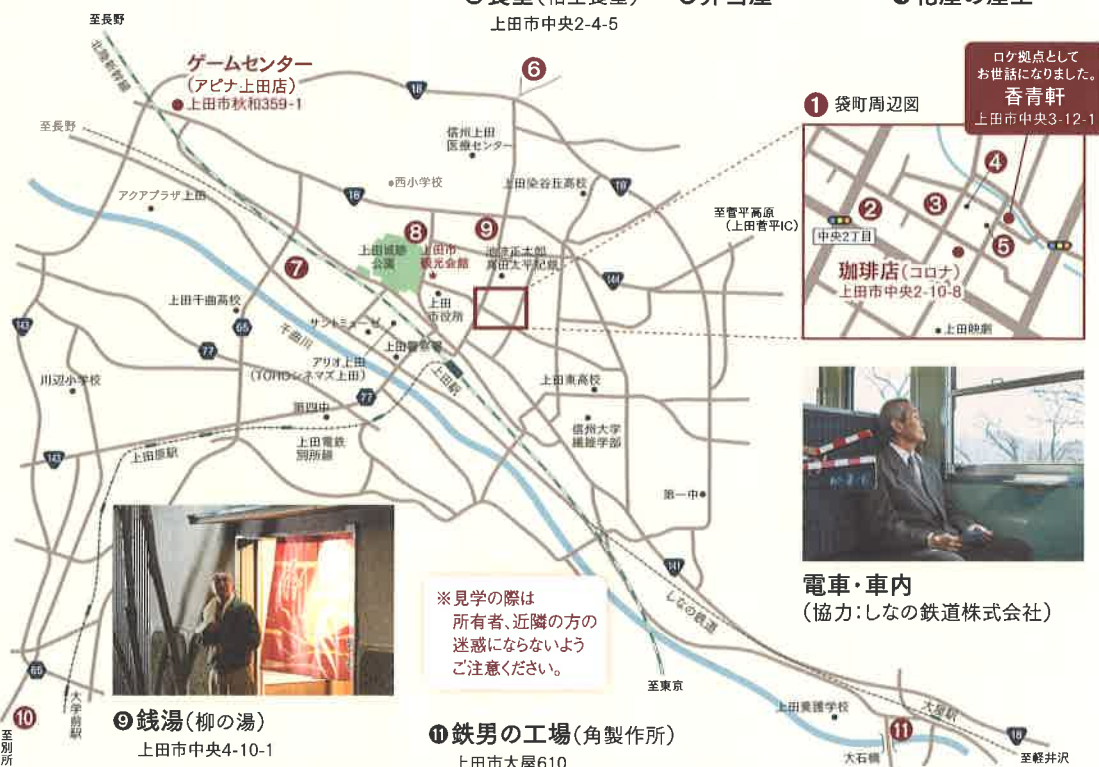 上田市中央2-4-5
至長野
北陸新幹線
ゲームセンター
(アピナ上田店)
上田市秋和359-1
至長野
18
6
信州上田
医療センター
西小学校
上田染谷丘高校
18
18
アクアプラザ上田
至菅平高原
(上田菅平IC)
8
9
上田城跡
公園
上田市
観光会館
池波正太郎
真田太平記館
7
144
上田
市役所
上田千曲高校
サントミューゼ
143
65
77
千曲川
上田警察署
アリオ上田
(TOHOシネマズ上田)
上田駅
川辺小学校
77
上田東高校
第四中
信州大学
繊維学部
上田電鉄
別所線
143
上田原駅
第一中
141
しなの鉄道
至東京
65
10
大学前駅
至別所
上田養護学校
大屋駅
11
18
大石橋
至軽井沢
1 袋町周辺図
ロケ拠点として
お世話になりました。
香青軒
上田市中央3-12-1
4
2
3
中央2丁目
5
珈琲店(コロナ)
上田市中央2-10-8
上田映劇
電車・車内
(協力:しなの鉄道株式会社)
※見学の際は
所有者、近隣の方の
迷惑にならないよう
ご注意ください。
9銭湯(柳の湯)
上田市中央4-10-1
11鉄男の工場(角製作所)
上田市大屋610